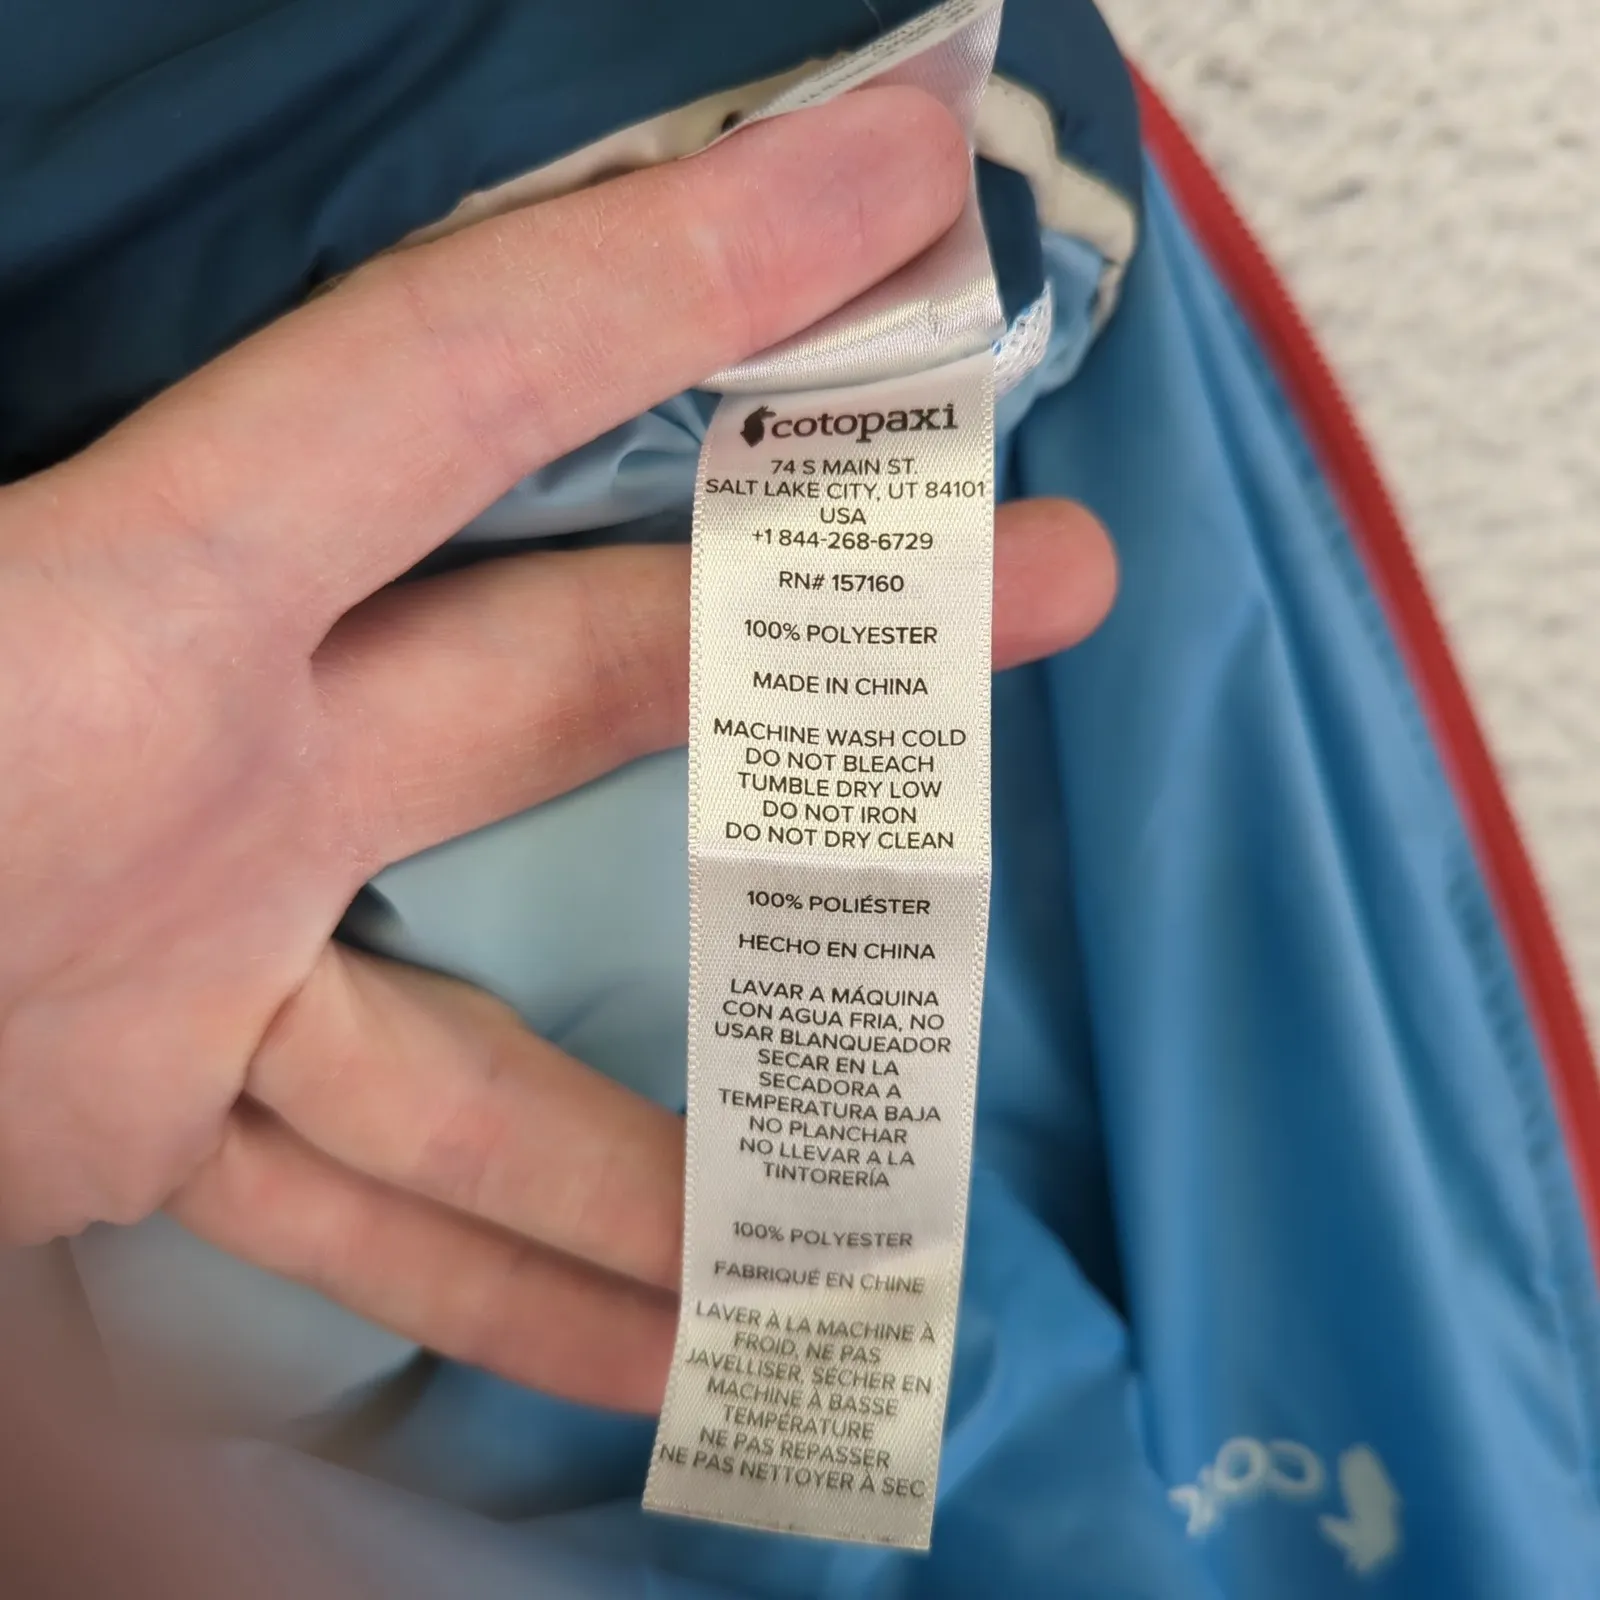 cotopaxi
74 S MAIN ST.
SALT LAKE CITY, UT 84101
USA
+1 844-268-6729
RN# 157160
100% POLYESTER
MADE IN CHINA
MACHINE WASH COLD
DO NOT BLEACH
TUMBLE DRY LOW
DO NOT IRON
DO NOT DRY CLEAN
100% POLIÉSTER
HECHO EN CHINA
LAVAR A MÁQUINA
CON AGUA FRIA, NO
USAR BLANQUEADOR
SECAR EN LA
SECADORA A
TEMPERATURA BAJA
NO PLANCHAR
NO LLEVAR A LA
TINTORERÍA
100% POLYESTER
FABRIQUÉ EN CHINE
LAVER À LA MACHINE À
FROID, NE PAS
JAVELLISER, SÉCHER EN
MACHINE À BASSE
TEMPÉRATURE
NE PAS REPASSER
NE PAS NETTOYER À SEC